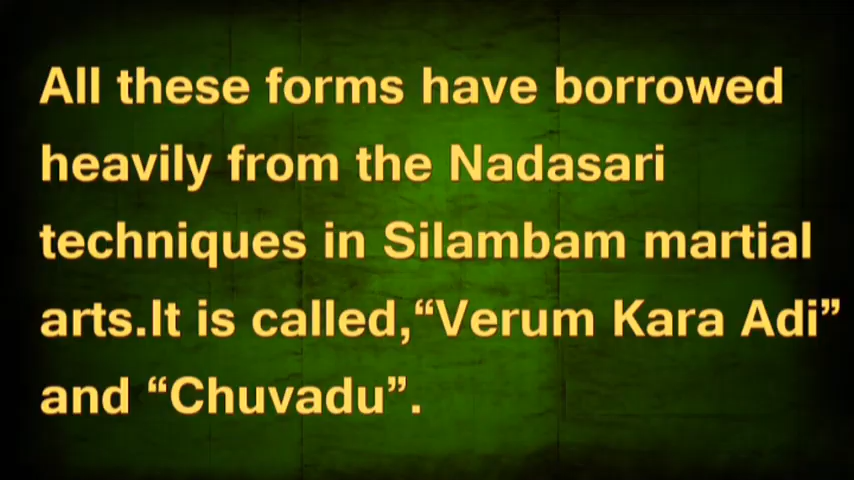 All these forms have borrowed
heavily from the Nadasari
techniques in Silambam martial
arts.It is called,“Verum Kara Adi”
and “Chuvadu”.